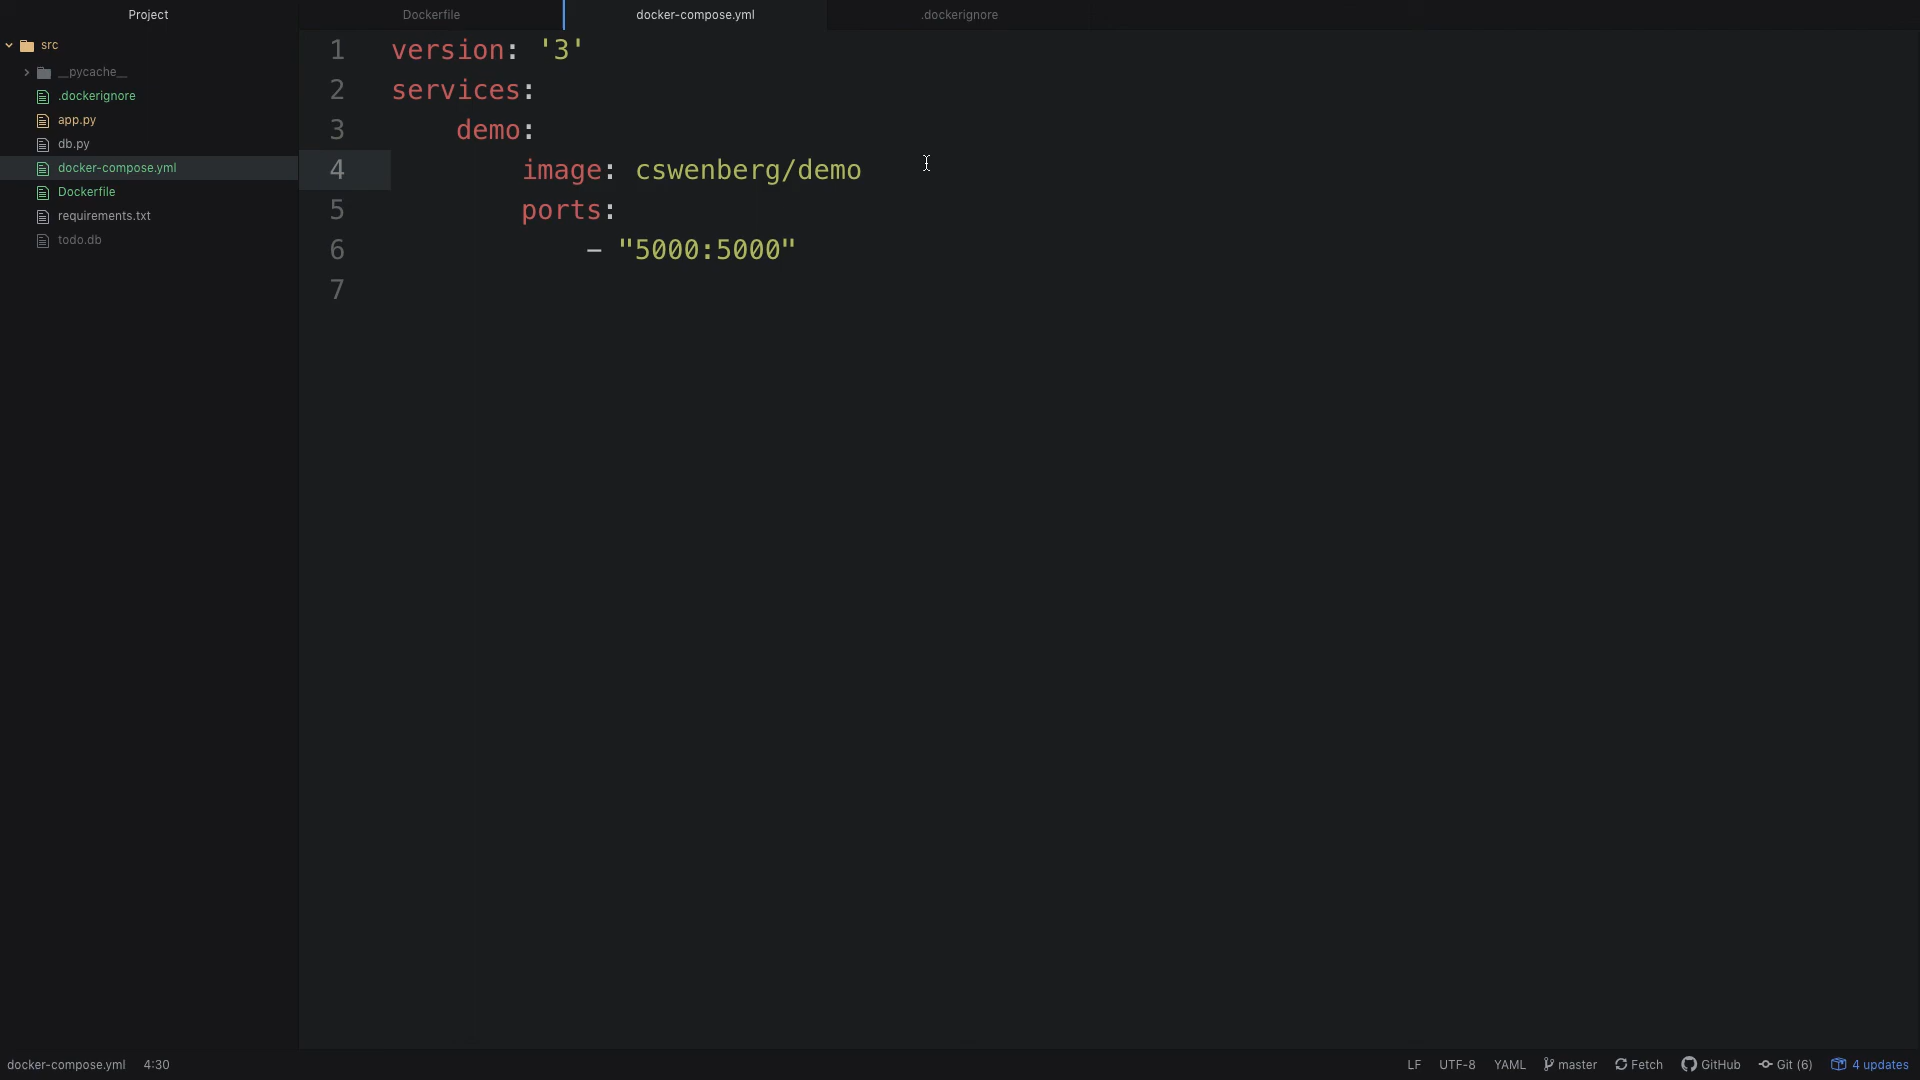 Project
Dockerfile
docker-compose.yml
.dockerignore
src
__pycache__
.dockerignore
app.py
db.py
docker-compose.yml
Dockerfile
requirements.txt
todo.db
1 version: '3'
2 services:
3 demo:
4 image: cswenberg/demo
5 ports:
6 - "5000:5000"
7
docker-compose.yml 4:30
LF UTF-8 YAML master Fetch GitHub Git (6) 4 updates